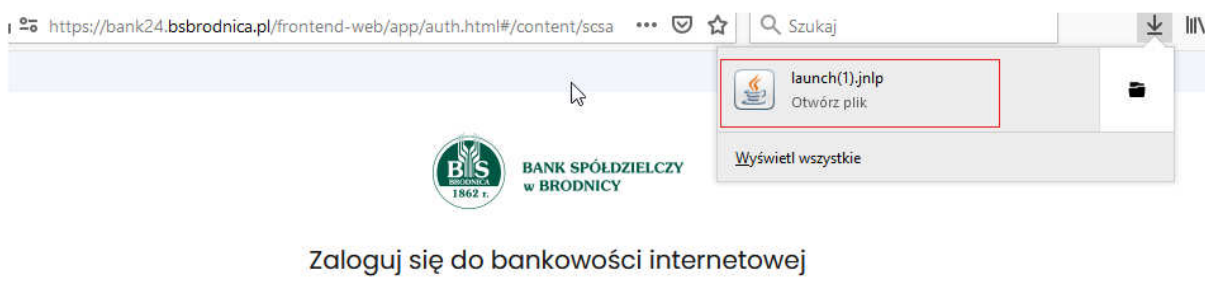 https://bank24.bsbrodnica.pl/frontend-web/app/auth.html#/content/scsa
Szukaj
launch(1).jnlp
Otwórz plik
Wyświetl wszystkie
BS
BRODNICA
1862 r.
BANK SPÓŁDZIELCZY
w BRODNICY
Zaloguj się do bankowości internetowej